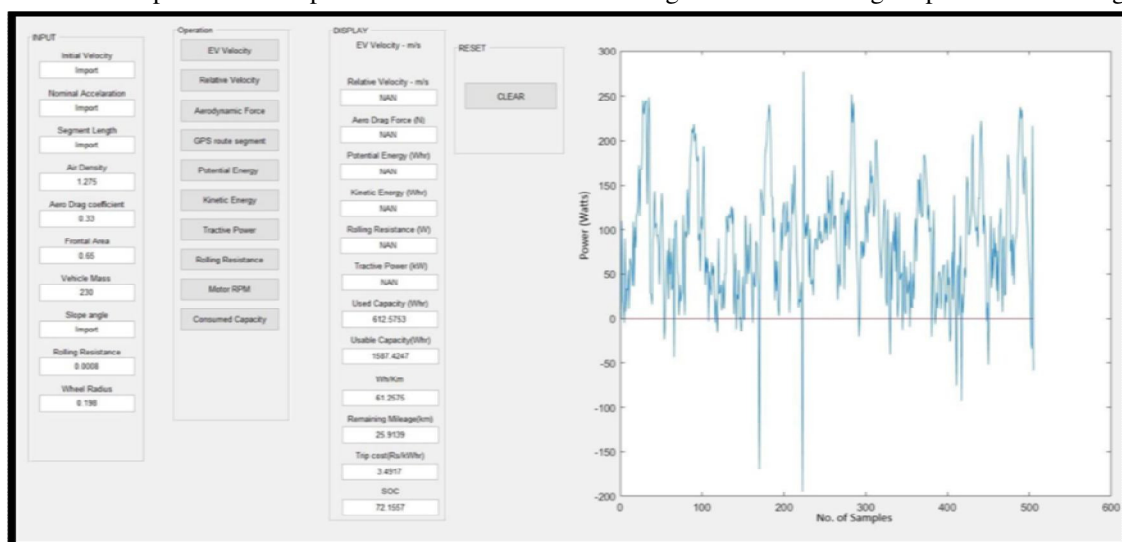 INPUT
Initial Velocity
Import
Nominal Accelaration
Import
Segment Length
Import
Air Density
1.275
Aero Drag coefficient
0.33
Frontal Area
0.65
Vehicle Mass
230
Slope angle
Import
Rolling Resistance
0.0008
Wheel Radius
0.198
Operation
EV Velocity
Relative Velocity
Aerodynamic Force
GPS route segment
Potential Energy
Kinetic Energy
Tractive Power
Rolling Resistance
Motor RPM
Consumed Capacity
DISPLAY
EV Velocity - m/s
Relative Velocity - m/s
NAN
Aero Drag Force (N)
NAN
Potential Energy (Whr)
NAN
Kinetic Energy (Whr)
NAN
Rolling Resistance (W)
NAN
Tractive Power (kW)
NAN
Used Capacity (Whr)
612.5753
Usable Capacity(Whr)
1587.4247
Wh/Km
61.2575
Remaining Mileage(km)
25.9139
Trip cost(Rs/kWhr)
3.4917
SOC
72.1557
RESET
CLEAR
300
250
200
150
100
50
0
-50
-100
-150
-200
Power (Watts)
0 100 200 300 400 500 600
No. of Samples